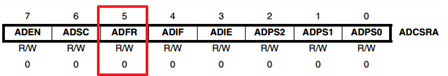 7 6 5 4 3 2 1 0
ADEN ADSC ADFR ADIF ADIE ADPS2 ADPS1 ADPS0 ADCSRA
R/W R/W R/W R/W R/W R/W R/W R/W
0 0 0 0 0 0 0 0